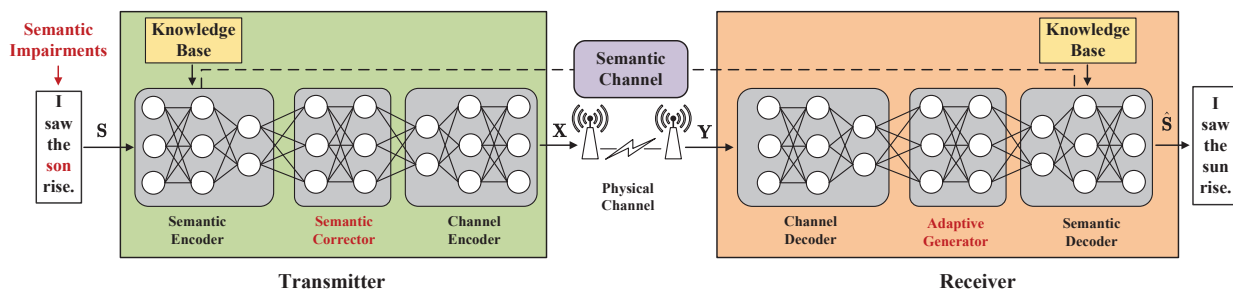 Semantic
Impairments
I
saw
the
son
rise.
S
Knowledge
Base
Semantic
Encoder
Semantic
Corrector
Channel
Encoder
Transmitter
X
Semantic
Channel
Physical
Channel
Y
Knowledge
Base
Channel
Decoder
Adaptive
Generator
Semantic
Decoder
Receiver
Ŝ
I
saw
the
sun
rise.